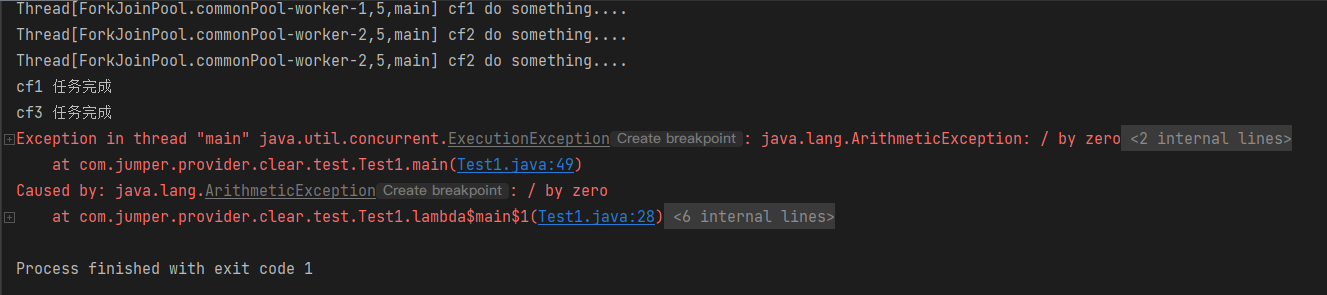 Thread[ForkJoinPool.commonPool-worker-1,5,main] cf1 do something....
Thread[ForkJoinPool.commonPool-worker-2,5,main] cf2 do something....
Thread[ForkJoinPool.commonPool-worker-2,5,main] cf2 do something....
cf1 任务完成
cf3 任务完成
Exception in thread "main" java.util.concurrent.ExecutionException Create breakpoint : java.lang.ArithmeticException: / by zero <2 internal lines>
at com.jumper.provider.clear.test.Test1.main(Test1.java:49)
Caused by: java.lang.ArithmeticException Create breakpoint : / by zero
at com.jumper.provider.clear.test.Test1.lambda$main$1(Test1.java:28) <6 internal lines>
Process finished with exit code 1